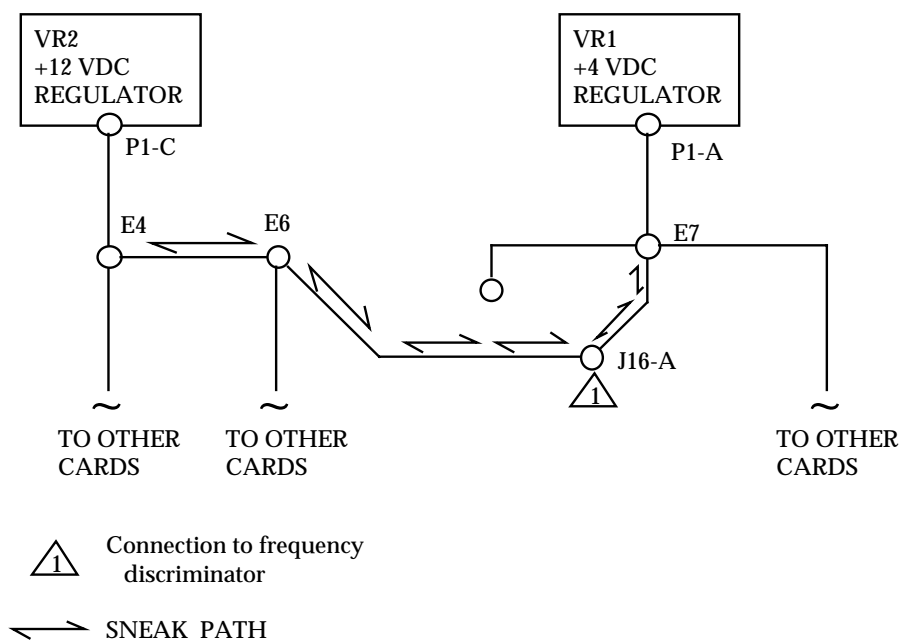 VR2
+12 VDC
REGULATOR
VR1
+4 VDC
REGULATOR
P1-C
P1-A
E4
E6
E7
J16-A
1
~
TO OTHER
CARDS
~
TO OTHER
CARDS
~
TO OTHER
CARDS
1
Connection to frequency
discriminator
SNEAK PATH